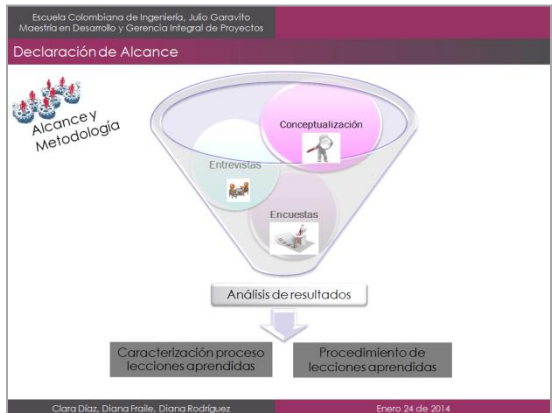 Escuela Colombiana de Ingeniería, Julio Garavito
Maestría en Desarrollo y Gerencia Integral de Proyectos
Declaración de Alcance
Alcance y
Metodología
Conceptualización
Entrevistas
Encuestas
Análisis de resultados
Caracterización proceso
lecciones aprendidas
Procedimiento de
lecciones aprendidas
Clara Díaz, Diana Fraile, Diana Rodríguez
Enero 24 de 2014